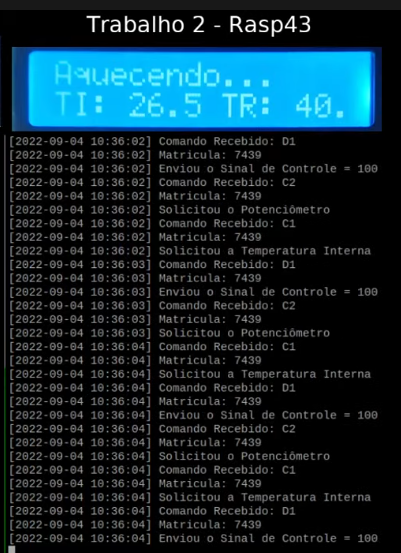 Trabalho 2 - Rasp43
Aquecendo...
TI: 26.5 TR: 40.
[2022-09-04 10:36:02] Comando Recebido: D1
[2022-09-04 10:36:02] Matricula: 7439
[2022-09-04 10:36:02] Enviou o Sinal de Controle = 100
[2022-09-04 10:36:02] Comando Recebido: C2
[2022-09-04 10:36:02] Matricula: 7439
[2022-09-04 10:36:02] Solicitou o Potenciômetro
[2022-09-04 10:36:02] Comando Recebido: C1
[2022-09-04 10:36:02] Matricula: 7439
[2022-09-04 10:36:02] Solicitou a Temperatura Interna
[2022-09-04 10:36:03] Comando Recebido: D1
[2022-09-04 10:36:03] Matricula: 7439
[2022-09-04 10:36:03] Enviou o Sinal de Controle = 100
[2022-09-04 10:36:03] Comando Recebido: C2
[2022-09-04 10:36:03] Matricula: 7439
[2022-09-04 10:36:03] Solicitou o Potenciômetro
[2022-09-04 10:36:04] Comando Recebido: C1
[2022-09-04 10:36:04] Matricula: 7439
[2022-09-04 10:36:04] Solicitou a Temperatura Interna
[2022-09-04 10:36:04] Comando Recebido: D1
[2022-09-04 10:36:04] Matricula: 7439
[2022-09-04 10:36:04] Enviou o Sinal de Controle = 100
[2022-09-04 10:36:04] Comando Recebido: C2
[2022-09-04 10:36:04] Matricula: 7439
[2022-09-04 10:36:04] Solicitou o Potenciômetro
[2022-09-04 10:36:04] Comando Recebido: C1
[2022-09-04 10:36:04] Matricula: 7439
[2022-09-04 10:36:04] Solicitou a Temperatura Interna
[2022-09-04 10:36:04] Comando Recebido: D1
[2022-09-04 10:36:04] Matricula: 7439
[2022-09-04 10:36:04] Enviou o Sinal de Controle = 100